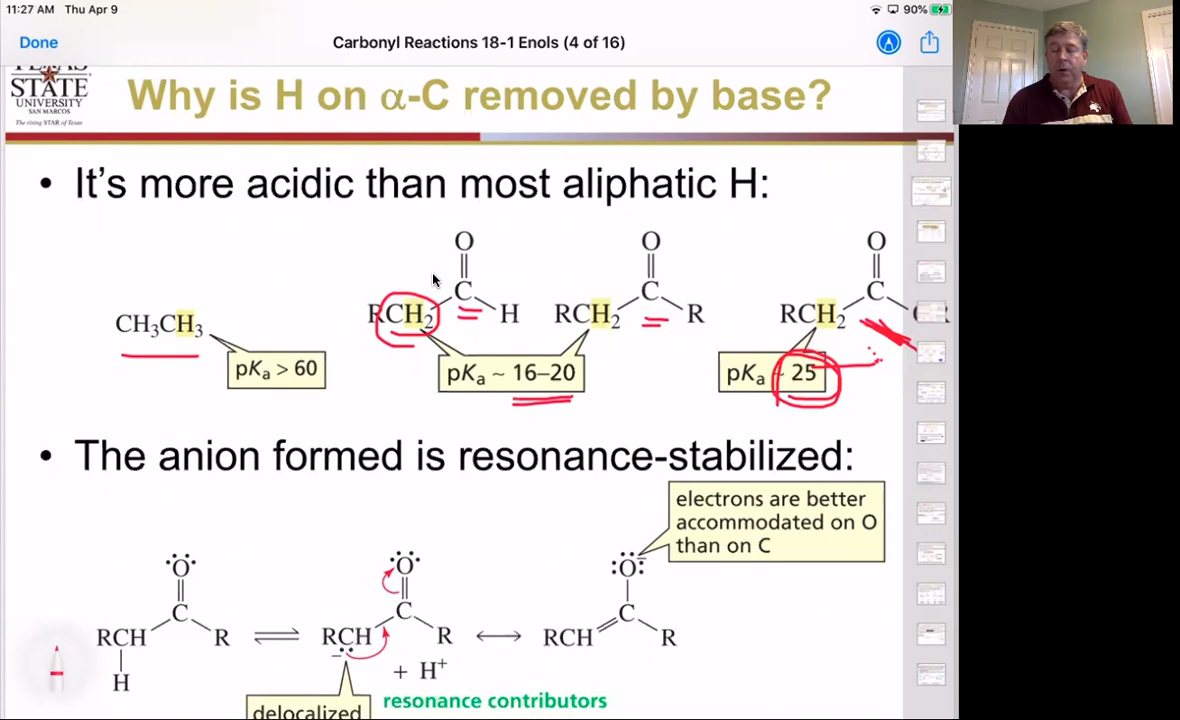 11:27 AM Thu Apr 9
90%
Done
Carbonyl Reactions 18-1 Enols (4 of 16)
TEXAS
STATE
UNIVERSITY
SAN MARCOS
The rising STAR of Texas
Why is H on α-C removed by base?
• It's more acidic than most aliphatic H:
O
O
O
C
C
C
CH₃CH₃
RCH₂
H
RCH₂
R
RCH₂
pKa > 60
pKa ~ 16–20
pKa ~ 25
• The anion formed is resonance-stabilized:
electrons are better
accommodated on O
than on C
:O:
:O:
:O:⁻
C
C
C
RCH
R
RCH
R
RCH
R
H
+ H⁺
resonance contributors
delocalized